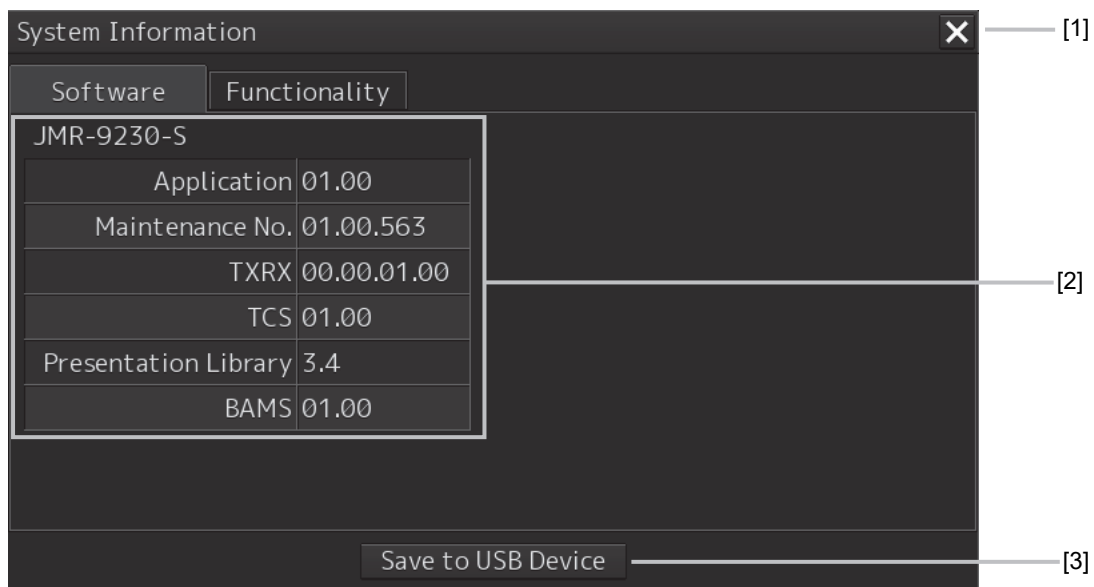 System Information [1]
Software Functionality
JMR-9230-S
Application 01.00
Maintenance No. 01.00.563
TXRX 00.00.01.00
[2]
TCS 01.00
Presentation Library 3.4
BAMS 01.00
Save to USB Device [3]